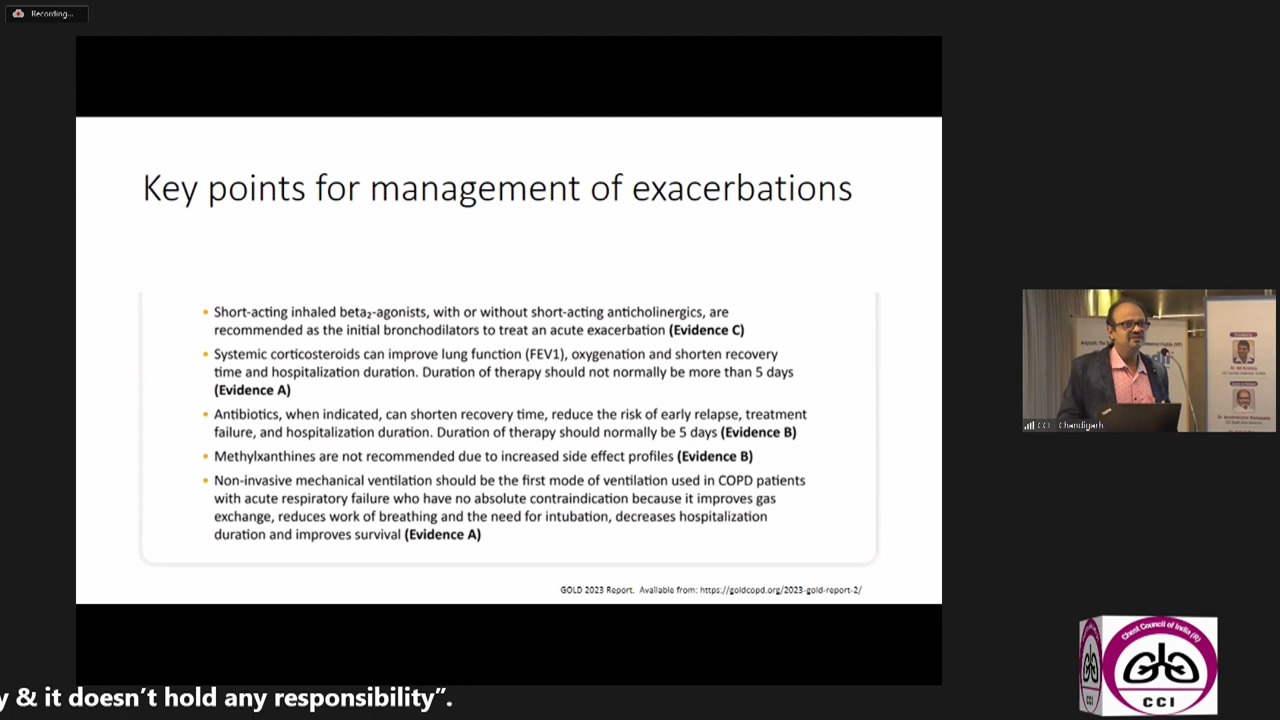 Recording...
Key points for management of exacerbations
• Short-acting inhaled beta₂-agonists, with or without short-acting anticholinergics, are
recommended as the initial bronchodilators to treat an acute exacerbation (Evidence C)
• Systemic corticosteroids can improve lung function (FEV1), oxygenation and shorten recovery
time and hospitalization duration. Duration of therapy should not normally be more than 5 days
(Evidence A)
• Antibiotics, when indicated, can shorten recovery time, reduce the risk of early relapse, treatment
failure, and hospitalization duration. Duration of therapy should normally be 5 days (Evidence B)
• Methylxanthines are not recommended due to increased side effect profiles (Evidence B)
• Non-invasive mechanical ventilation should be the first mode of ventilation used in COPD patients
with acute respiratory failure who have no absolute contraindication because it improves gas
exchange, reduces work of breathing and the need for intubation, decreases hospitalization
duration and improves survival (Evidence A)
GOLD 2023 Report. Available from: https://goldcopd.org/2023-gold-report-2/
CCI Chandigarh
Chest Council of India (R)
CCI
y & it doesn't hold any responsibility”.